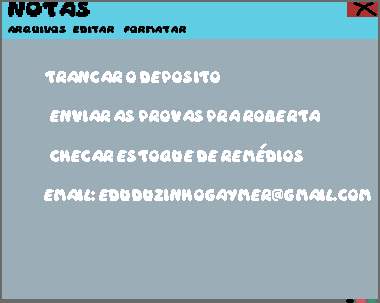 NOTAS
ARQUIVOS EDITAR FORMATAR
TRANCAR O DEPOSITO
ENVIAR AS PROVAS PRA ROBERTA
CHECAR ESTOQUE DE REMÉDIOS
EMAIL: EDUDUZINHOGAYMER@GMAIL.COM